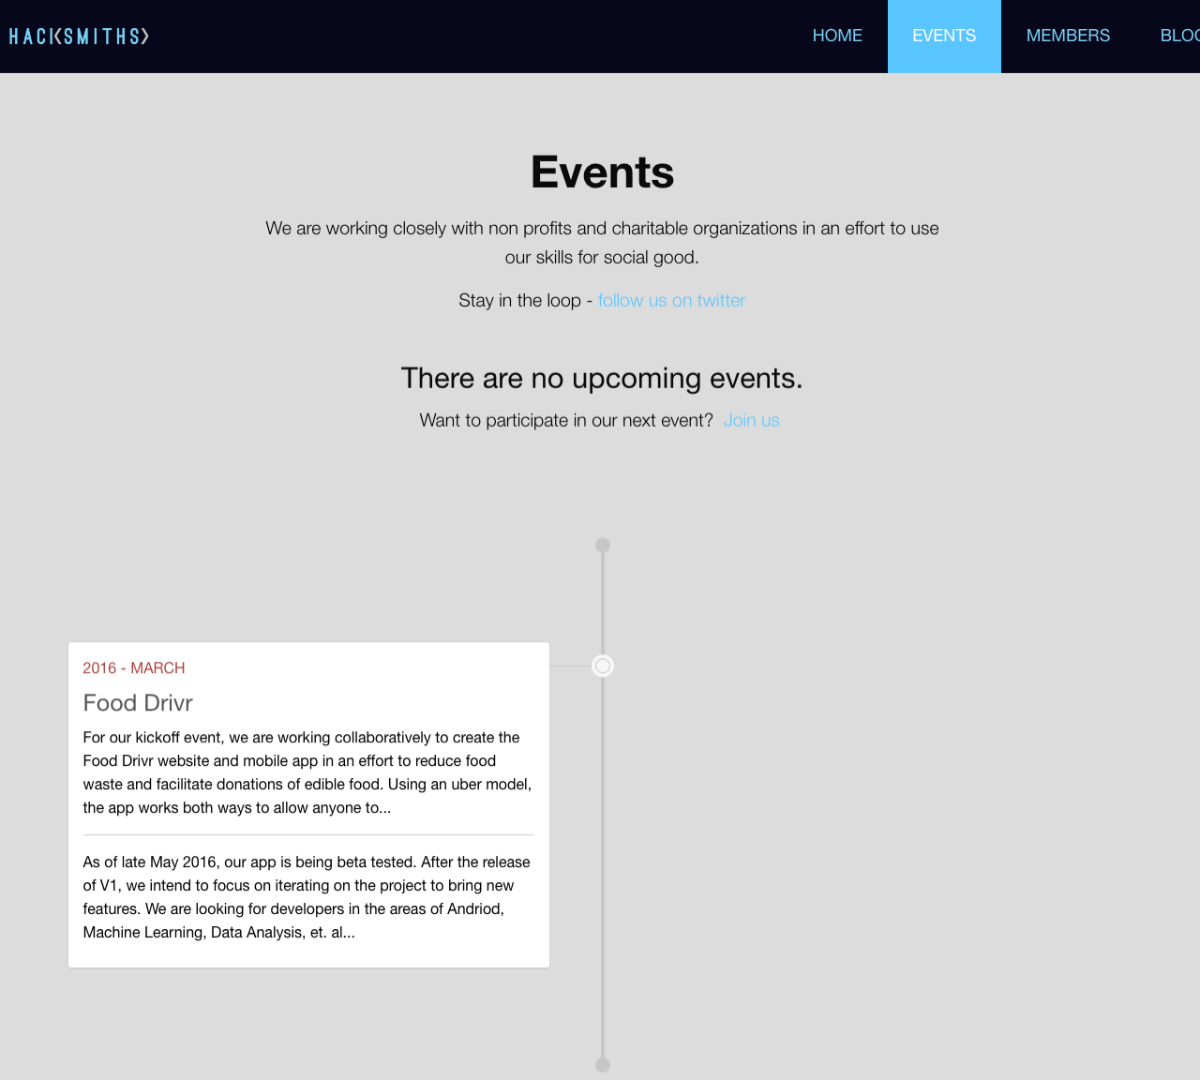 HACK<SMITHS>
HOME
EVENTS
MEMBERS
Events
We are working closely with non profits and charitable organizations in an effort to use
our skills for social good.
Stay in the loop - follow us on twitter
There are no upcoming events.
Want to participate in our next event? Join us
2016 - MARCH
Food Drivr
For our kickoff event, we are working collaboratively to create the
Food Drivr website and mobile app in an effort to reduce food
waste and facilitate donations of edible food. Using an uber model,
the app works both ways to allow anyone to...
As of late May 2016, our app is being beta tested. After the release
of V1, we intend to focus on iterating on the project to bring new
features. We are looking for developers in the areas of Andriod,
Machine Learning, Data Analysis, et. al...